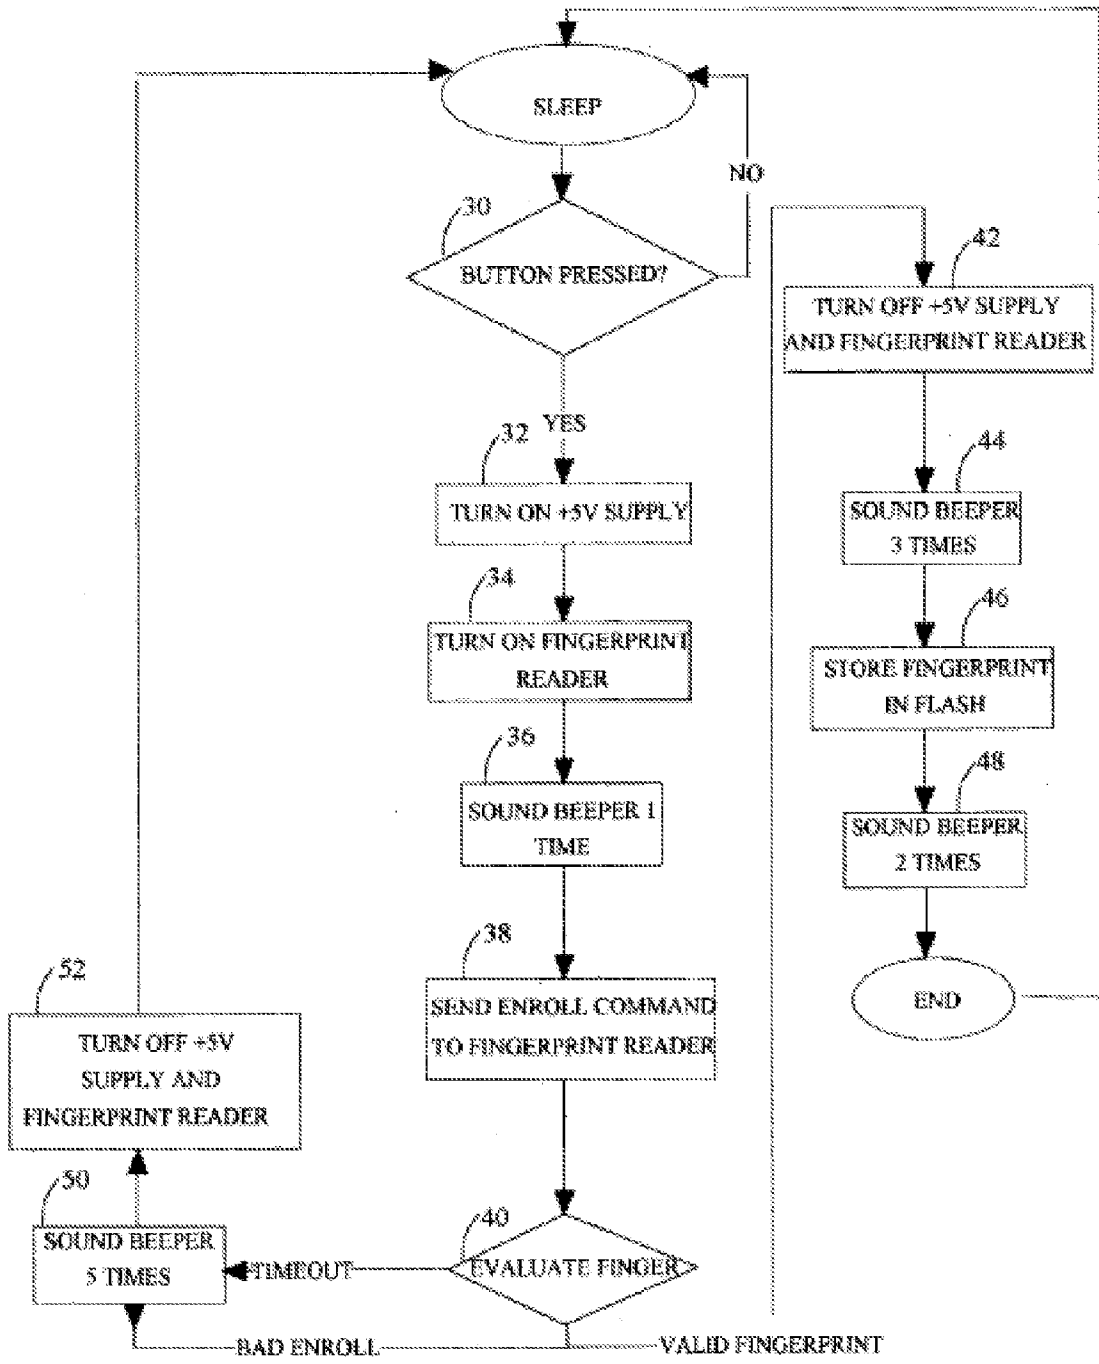 SLEEP
NO
30
BUTTON PRESSED?
YES
32
TURN ON +5V SUPPLY
34
TURN ON FINGERPRINT
READER
36
SOUND BEEPER 1
TIME
38
SEND ENROLL COMMAND
TO FINGERPRINT READER
40
EVALUATE FINGER
TIMEOUT
BAD ENROLL
VALID FINGERPRINT
50
SOUND BEEPER
5 TIMES
52
TURN OFF +5V
SUPPLY AND
FINGERPRINT READER
42
TURN OFF +5V SUPPLY
AND FINGERPRINT READER
44
SOUND BEEPER
3 TIMES
46
STORE FINGERPRINT
IN FLASH
48
SOUND BEEPER
2 TIMES
END